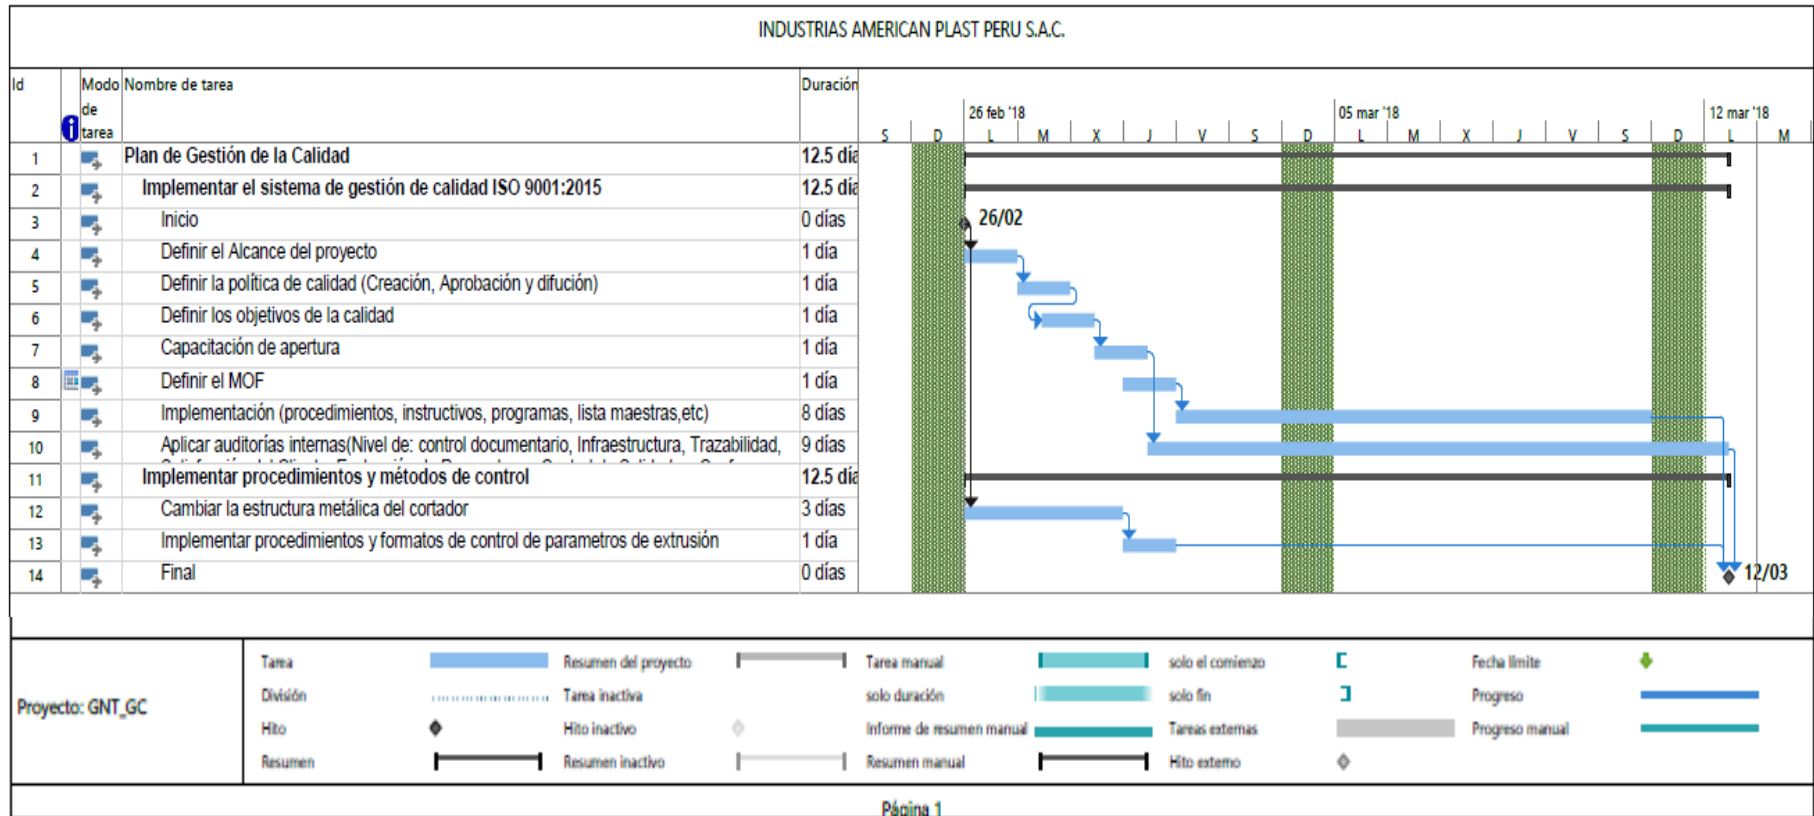 INDUSTRIAS AMERICAN PLAST PERU S.A.C.
Id Modo de tarea Nombre de tarea Duración
26 feb '18 05 mar '18 12 mar '18
S D L M X J V S D L M X J V S D L M
1 Plan de Gestión de la Calidad 12.5 día
2 Implementar el sistema de gestión de calidad ISO 9001:2015 12.5 día
3 Inicio 0 días 26/02
4 Definir el Alcance del proyecto 1 día
5 Definir la política de calidad (Creación, Aprobación y difución) 1 día
6 Definir los objetivos de la calidad 1 día
7 Capacitación de apertura 1 día
8 Definir el MOF 1 día
9 Implementación (procedimientos, instructivos, programas, lista maestras,etc) 8 días
10 Aplicar auditorías internas(Nivel de: control documentario, Infraestructura, Trazabilidad, 9 días
11 Implementar procedimientos y métodos de control 12.5 día
12 Cambiar la estructura metálica del cortador 3 días
13 Implementar procedimientos y formatos de control de parametros de extrusión 1 día
14 Final 0 días 12/03
Proyecto: GNT_GC
Tarea Resumen del proyecto Tarea manual solo el comienzo Fecha límite
División Tarea inactiva solo duración solo fin Progreso
Hito Hito inactivo Informe de resumen manual Tareas externas Progreso manual
Resumen Resumen inactivo Resumen manual Hito externo
Página 1